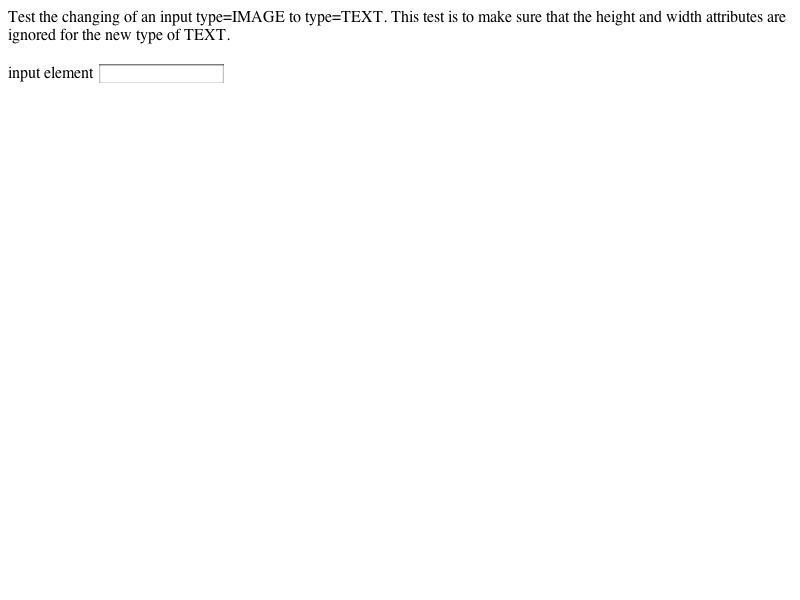 Test the changing of an input type=IMAGE to type=TEXT. This test is to make sure that the height and width attributes are
ignored for the new type of TEXT.
input element